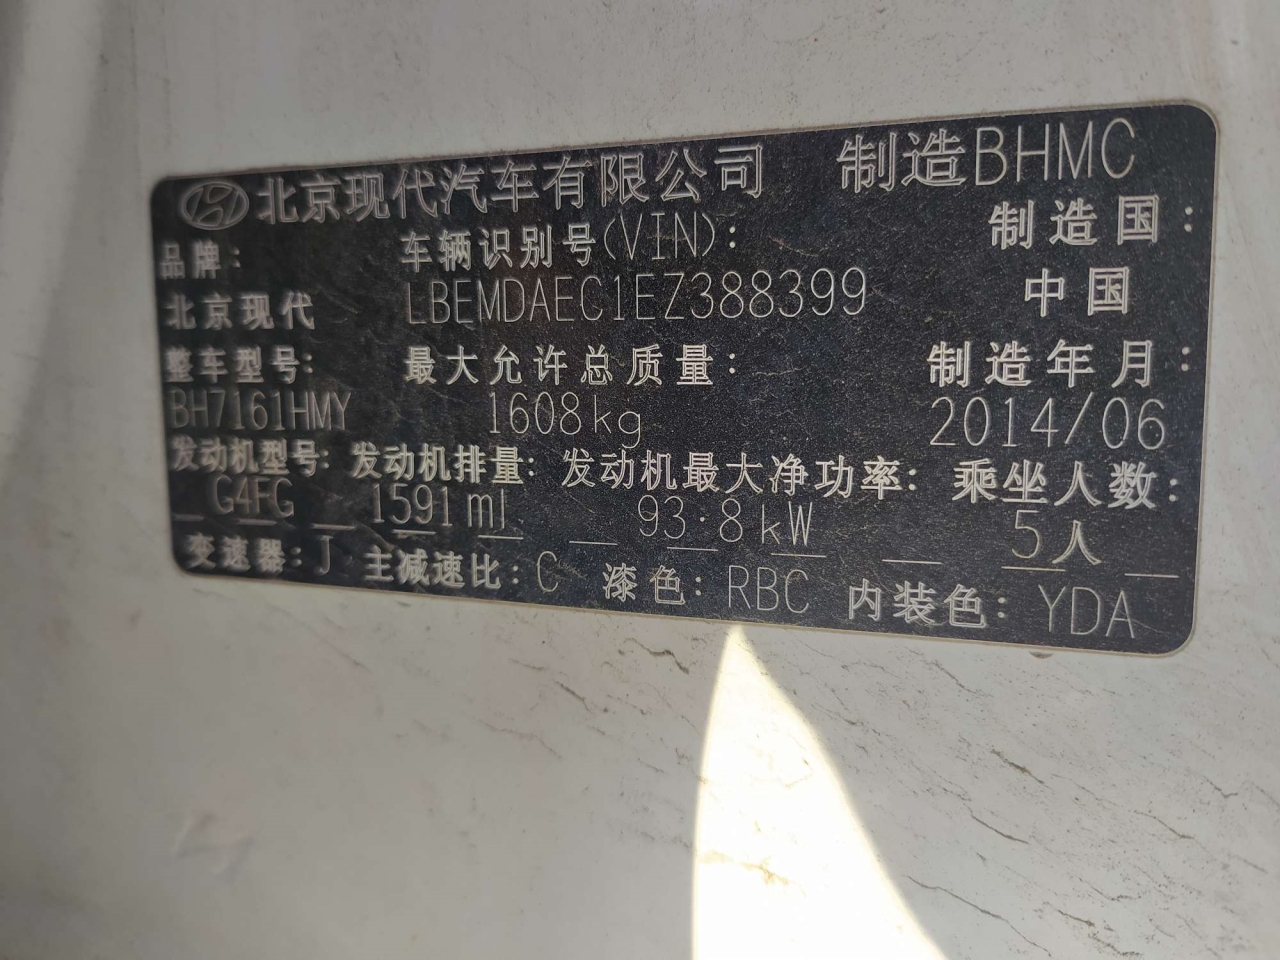 北京现代汽车有限公司 制造BHMC
品牌: 车辆识别号(VIN): 制造国:
北京现代 LBEMDAEC1EZ388399 中国
整车型号: 最大允许总质量: 制造年月:
BH7161HMY 1608kg 2014/06
发动机型号: 发动机排量: 发动机最大净功率: 乘坐人数:
G4FG 1591ml 93.8kW 5人
变速器: J 主减速比: C 漆色: RBC 内装色: YDA